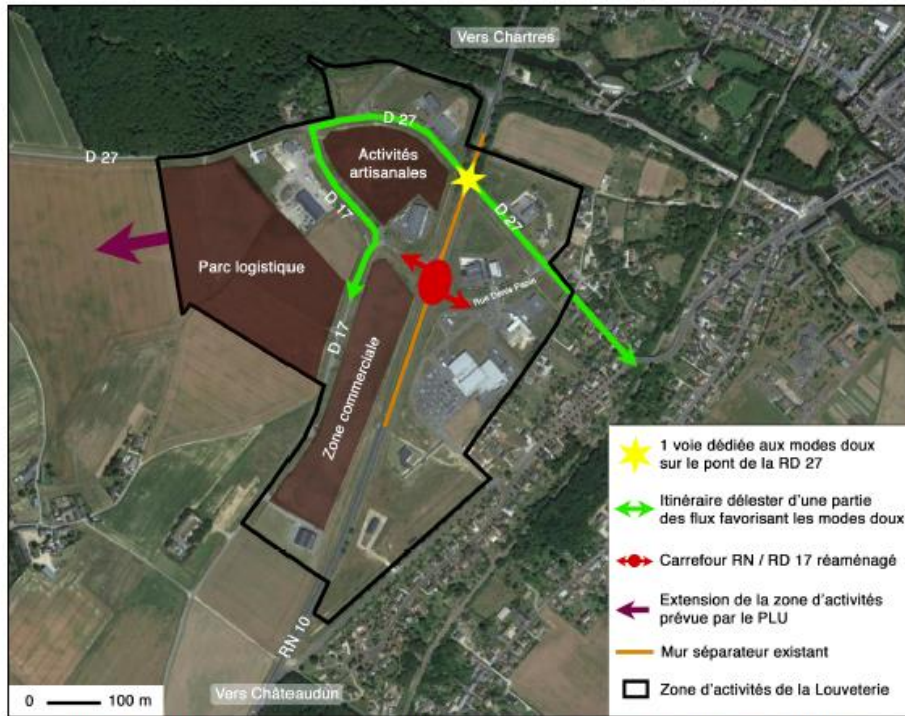 Vers Chartres
D 27
D 27
Activités
artisanales
D 17
D 27
Parc logistique
Rue Denis Papin
D 17
Zone commerciale
RN 10
Vers Châteaudun
0 100 m
1 voie dédiée aux modes doux
sur le pont de la RD 27
Itinéraire délester d'une partie
des flux favorisant les modes doux
Carrefour RN / RD 17 réaménagé
Extension de la zone d'activités
prévue par le PLU
Mur séparateur existant
Zone d'activités de la Louveterie